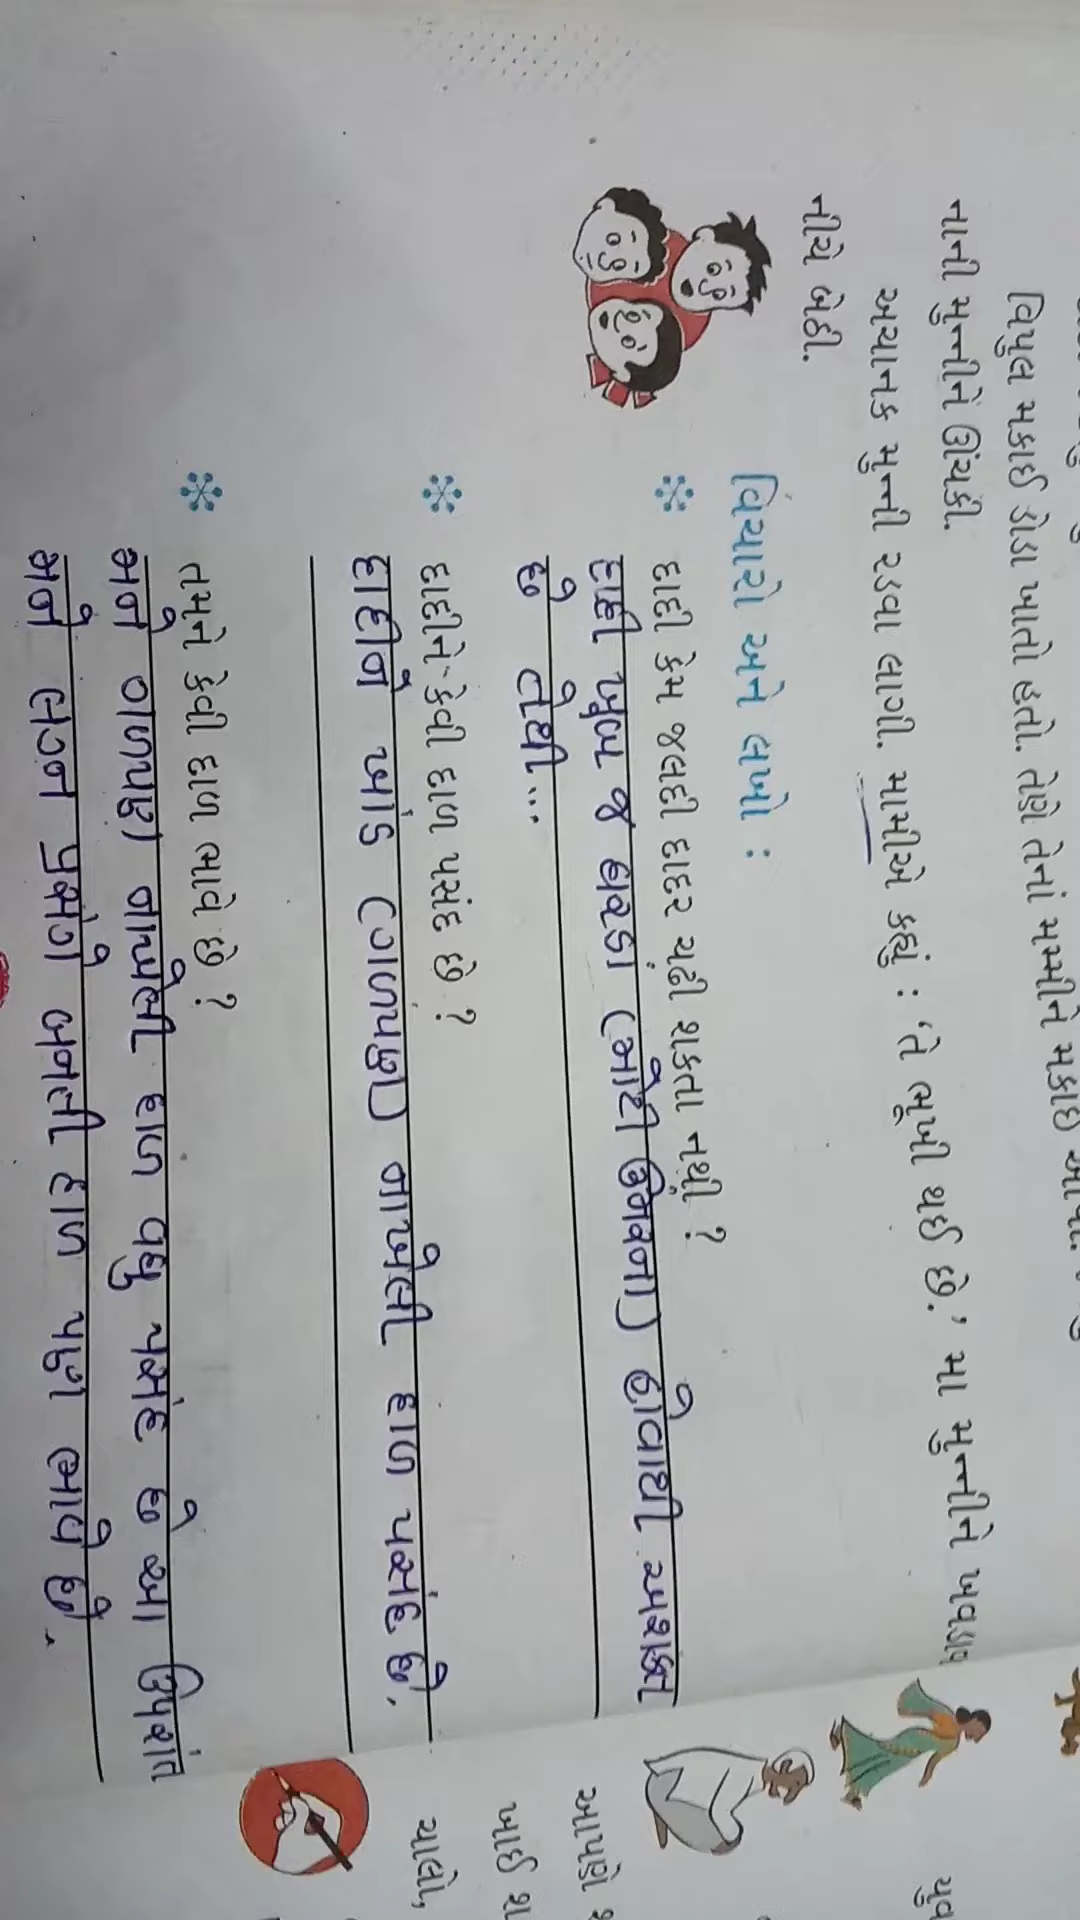 વિપુલ મકાઈ ડોડા ખાતો હતો. તેણે તેનાં મમ્મીને મકાઈ
નાની મુન્નીને ઊંચકી.
અચાનક મુન્ની રડવા લાગી. મામીએ કહ્યું : ‘તે ભૂખી થઈ છે.’ મા મુન્નીને ખવડાવ
નીચે બેઠી.
વિચારો અને લખો :
દાદી કેમ જલદી દાદર ચઢી શકતા નથી ?
દાદી ખુબ જ ઘરડાં (મોટી ઉંમરના) હોવાથી અશક્ત
છે તેથી...
દાદીને કેવી દાળ પસંદ છે ?
દાદીને ખાંડ (ગળપણ) નાખેલી દાળ પસંદ છે.
તમને કેવી દાળ ભાવે છે ?
મને ગળપણ નાખેલી દાળ વધુ પસંદ છે આ ઉપરાંત
મને લગ્ન પ્રસંગે બનતી દાળ પણ ભાવે છે.
આપણે
ખાઈ શ
ચાલો,